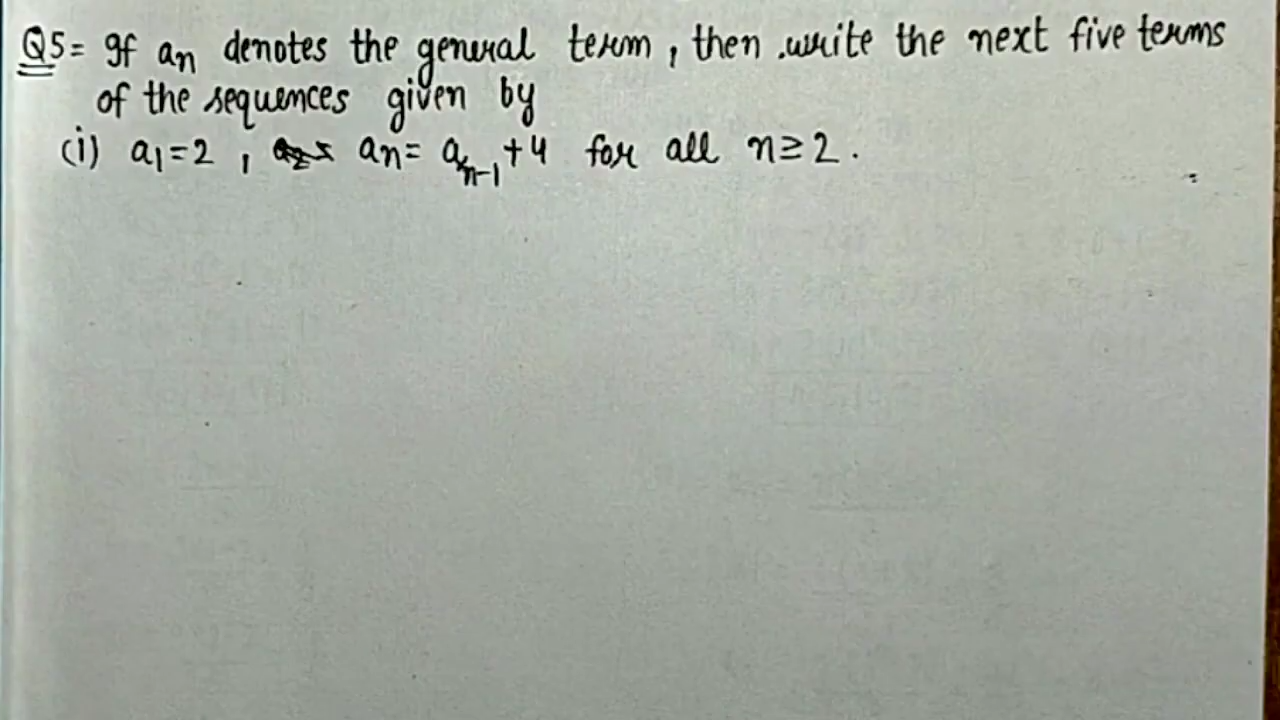 Q5= If an denotes the general term, then write the next five terms
of the sequences given by
(i) a1=2, an= an-1+4 for all n≥2.